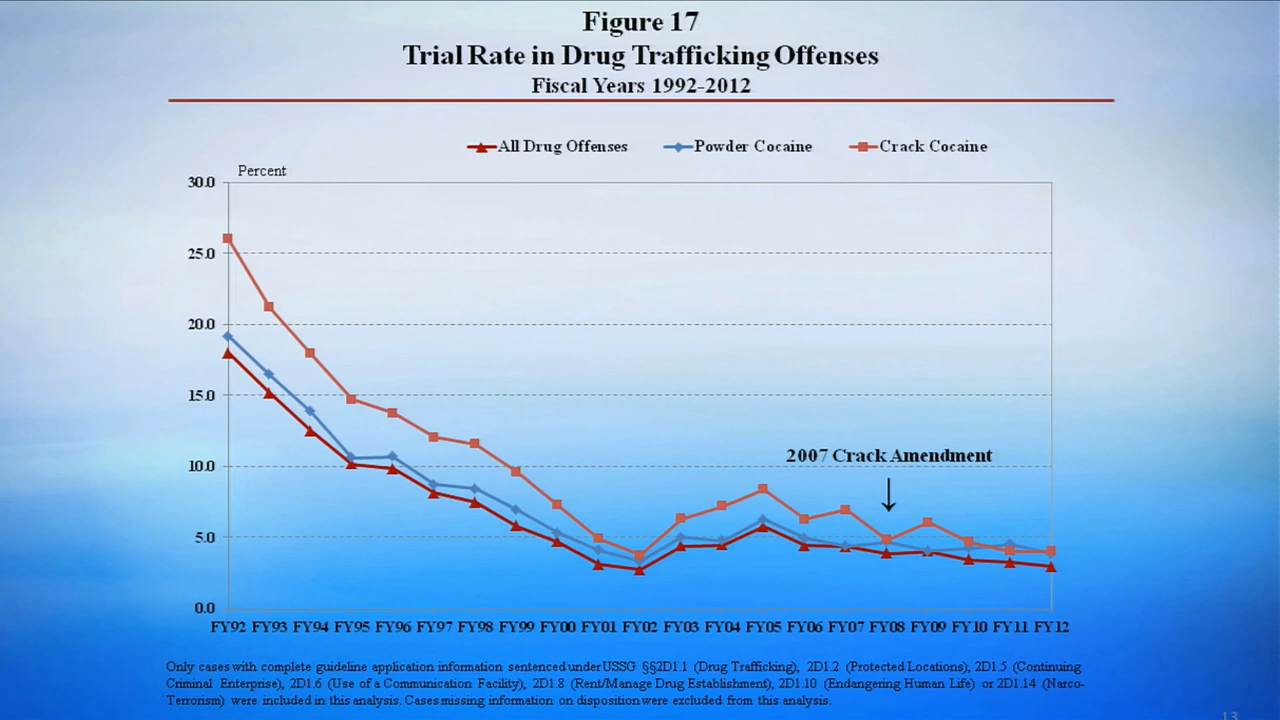 Figure 17
Trial Rate in Drug Trafficking Offenses
Fiscal Years 1992-2012
All Drug Offenses Powder Cocaine Crack Cocaine
Percent
30.0
25.0
20.0
15.0
10.0
2007 Crack Amendment
5.0
0.0
FY92 FY93 FY94 FY95 FY96 FY97 FY98 FY99 FY00 FY01 FY02 FY03 FY04 FY05 FY06 FY07 FY08 FY09 FY10 FY11 FY12
Only cases with complete guideline application information sentenced under USSG §§2D1.1 (Drug Trafficking), 2D1.2 (Protected Locations), 2D1.5 (Continuing
Criminal Enterprise), 2D1.6 (Use of a Communication Facility), 2D1.8 (Rent/Manage Drug Establishment), 2D1.10 (Endangering Human Life) or 2D1.14 (Narco-
Terrorism) were included in this analysis. Cases missing information on disposition were excluded from this analysis.
13